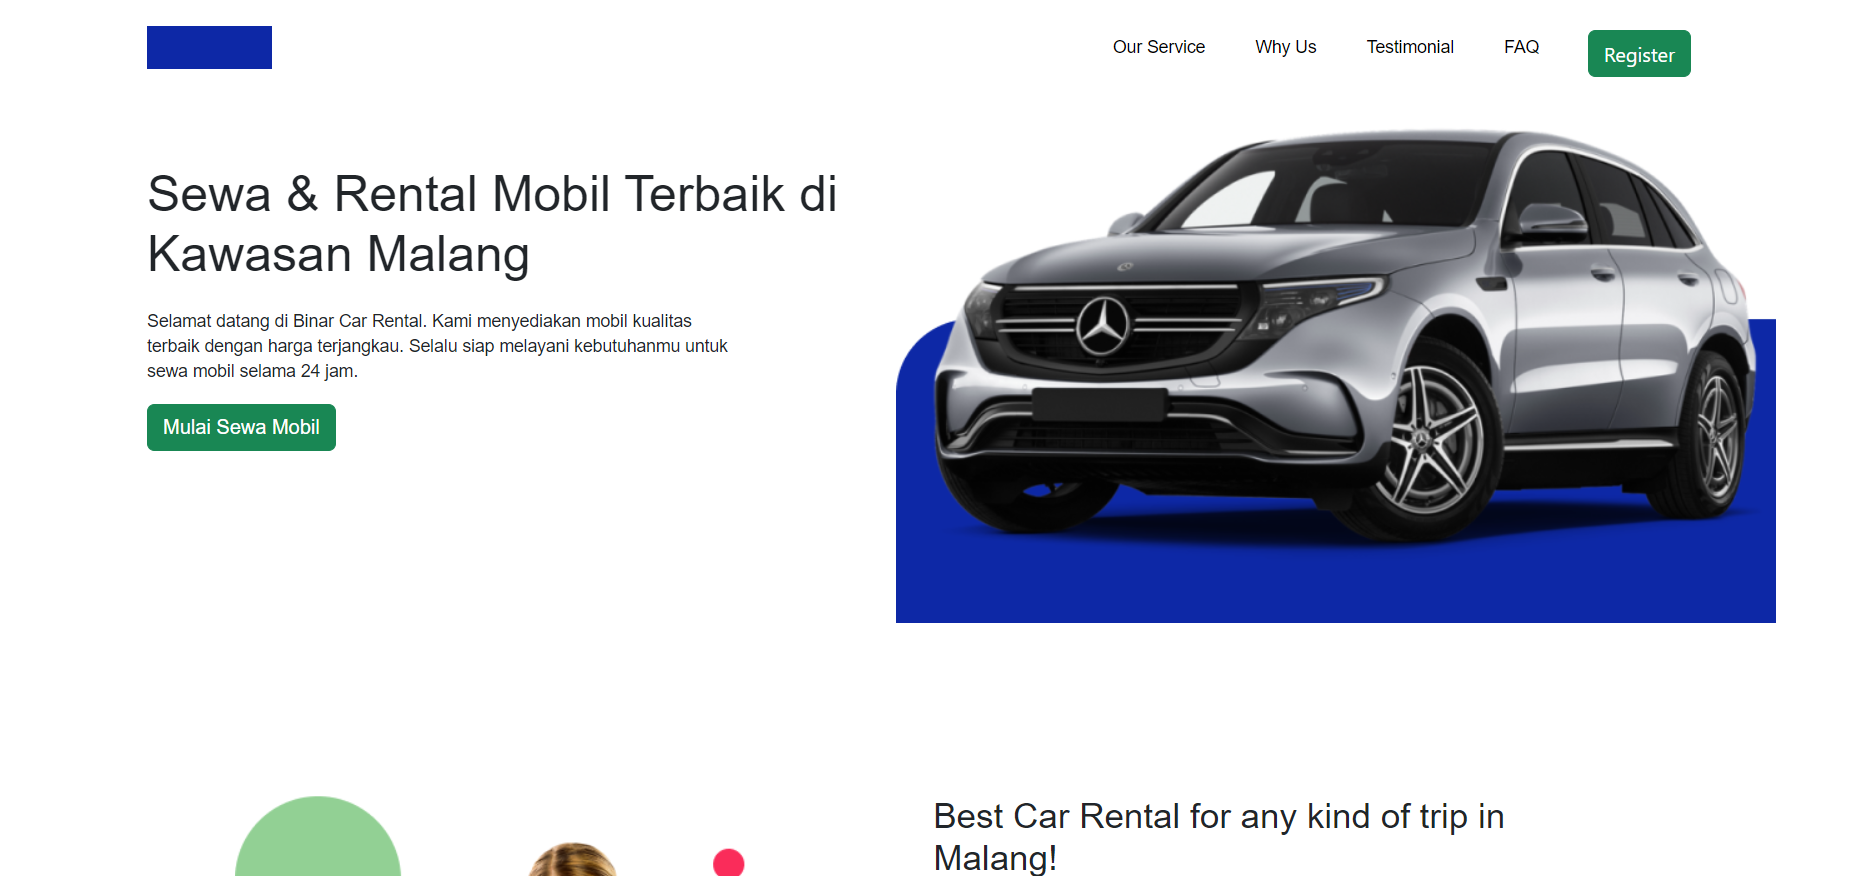 Our Service
Why Us
Testimonial
FAQ
Register
Sewa & Rental Mobil Terbaik di
Kawasan Malang
Selamat datang di Binar Car Rental. Kami menyediakan mobil kualitas
terbaik dengan harga terjangkau. Selalu siap melayani kebutuhanmu untuk
sewa mobil selama 24 jam.
Mulai Sewa Mobil
Best Car Rental for any kind of trip in
Malang!